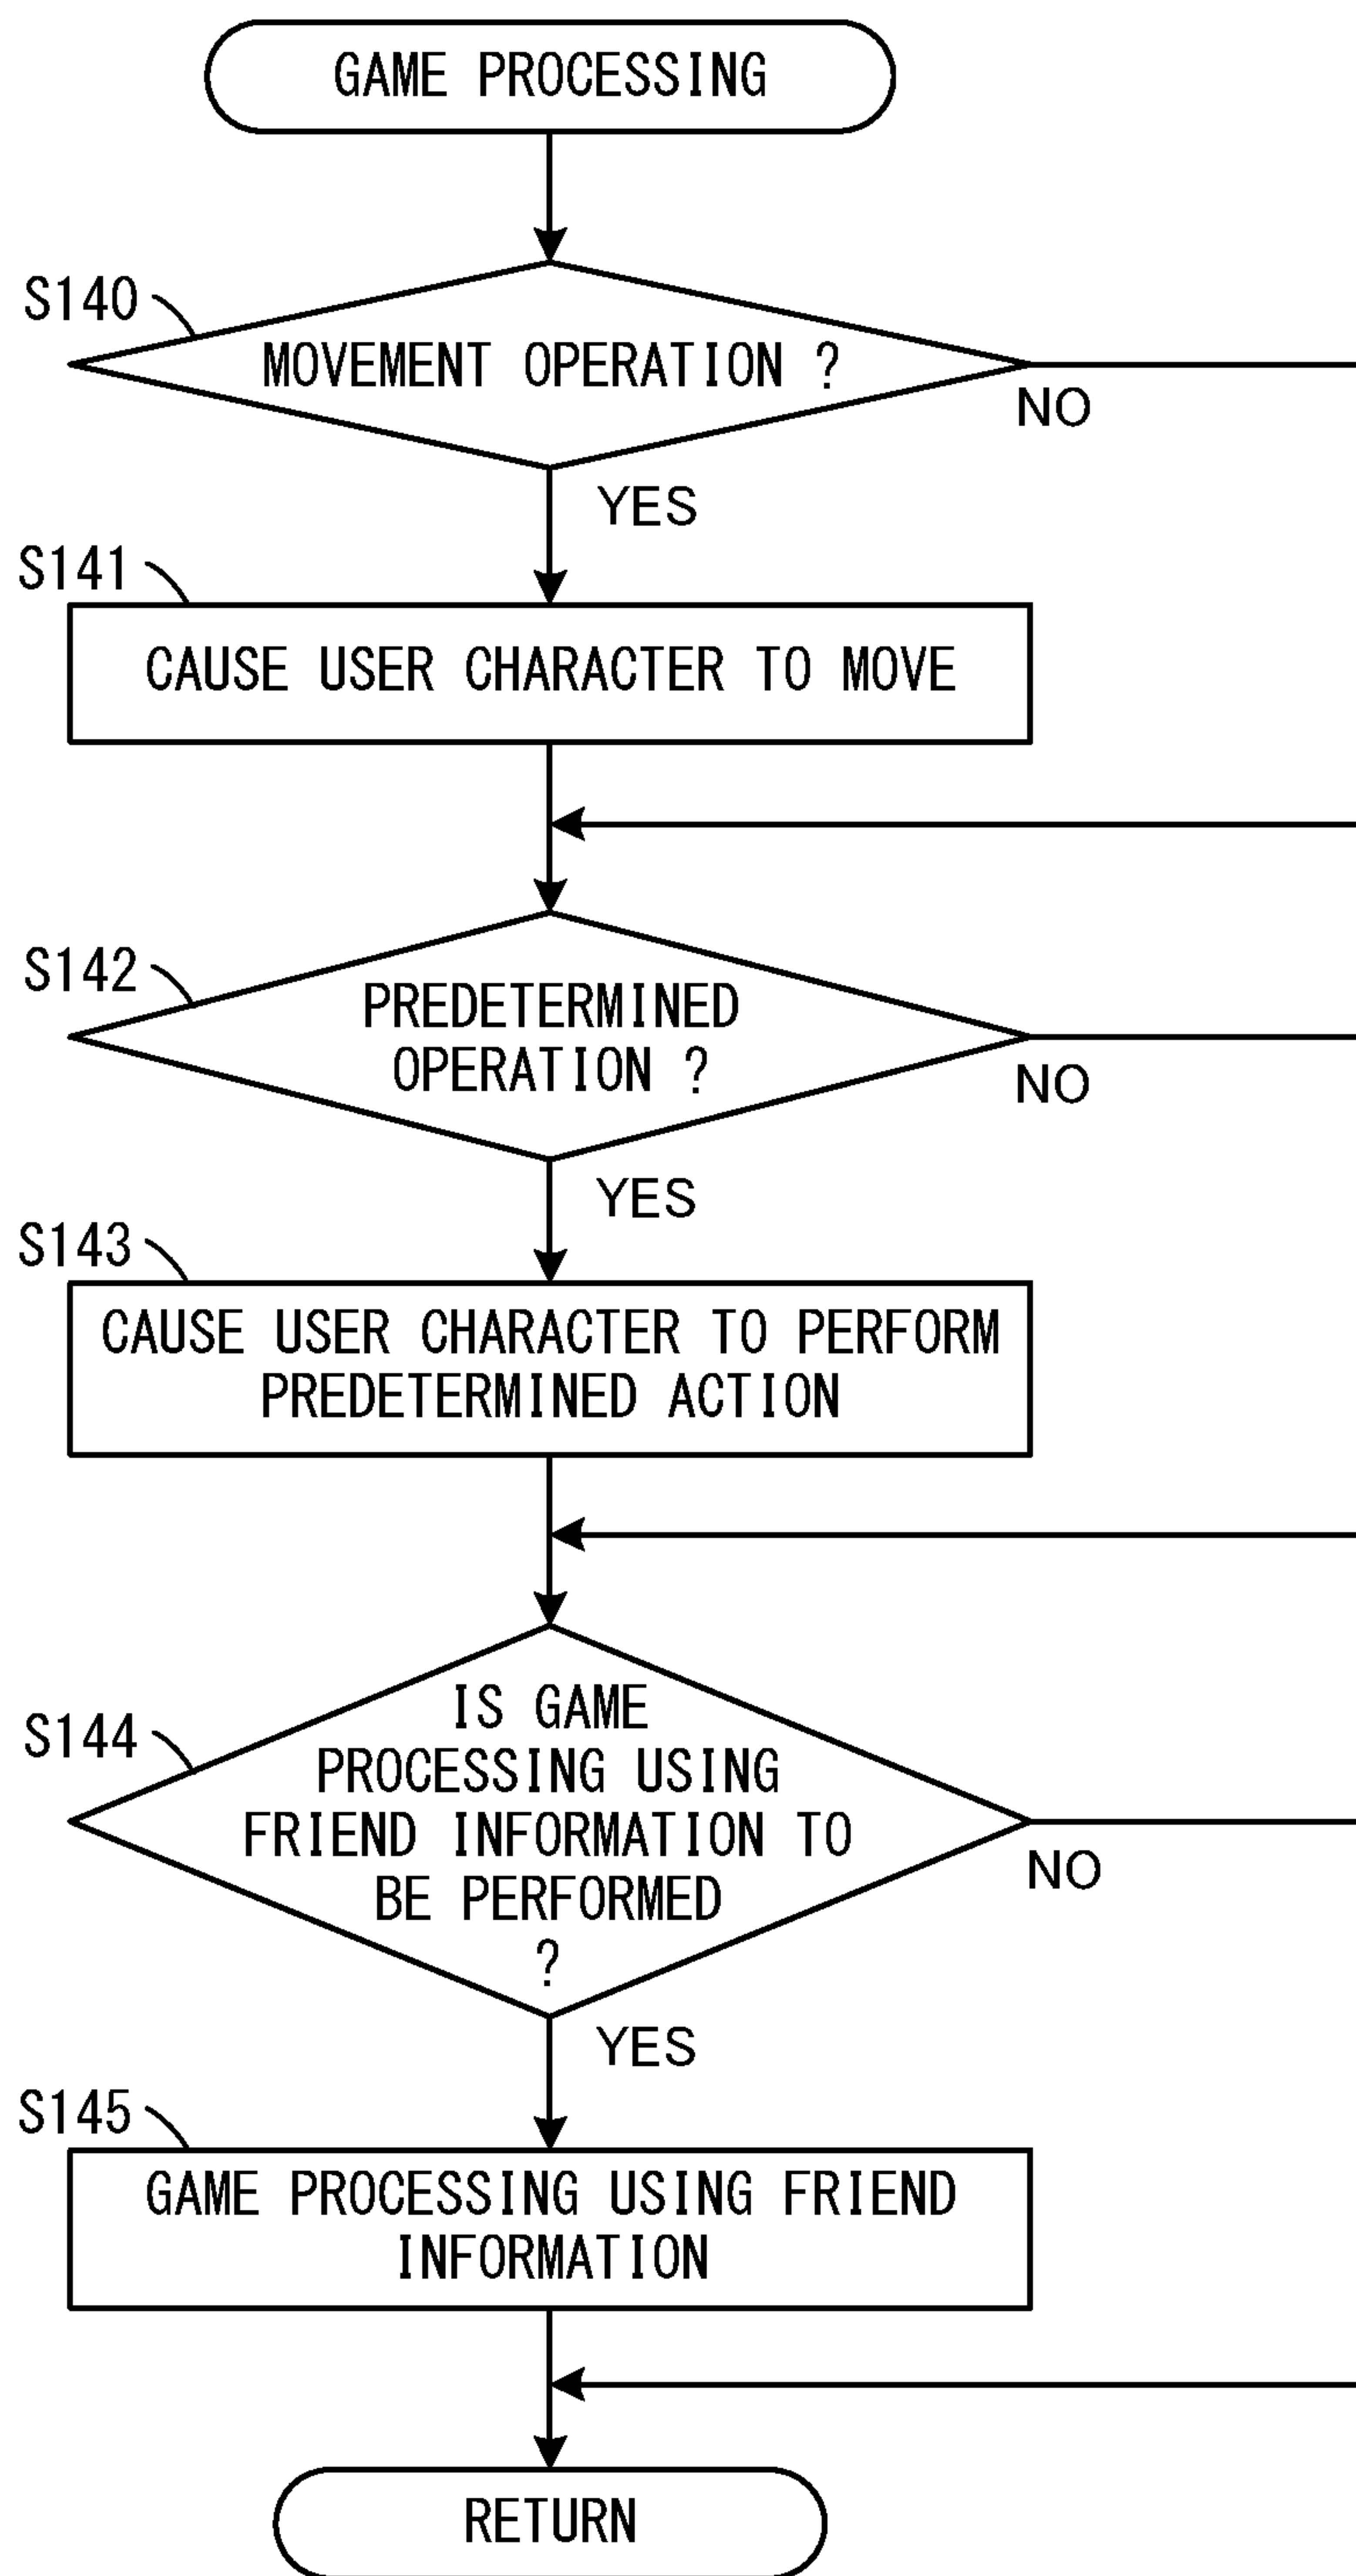 GAME PROCESSING
S140
MOVEMENT OPERATION ?
NO
YES
S141
CAUSE USER CHARACTER TO MOVE
S142
PREDETERMINED
OPERATION ?
NO
YES
S143
CAUSE USER CHARACTER TO PERFORM
PREDETERMINED ACTION
S144
IS GAME
PROCESSING USING
FRIEND INFORMATION TO
BE PERFORMED
?
NO
YES
S145
GAME PROCESSING USING FRIEND
INFORMATION
RETURN